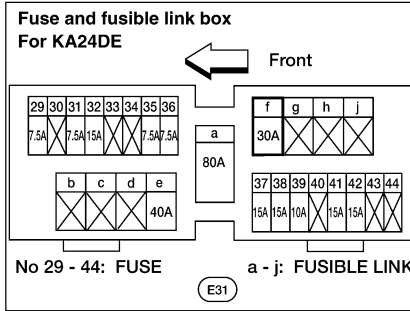 Fuse and fusible link box
For KA24DE
Front
29 30 31 32 33 34 35 36
7.5A 7.5A 15A 7.5A 7.5A
f g h j
30A
a
80A
b c d e
40A
37 38 39 40 41 42 43 44
15A 15A 10A 15A 15A
No 29 - 44: FUSE
a - j: FUSIBLE LINK
E31